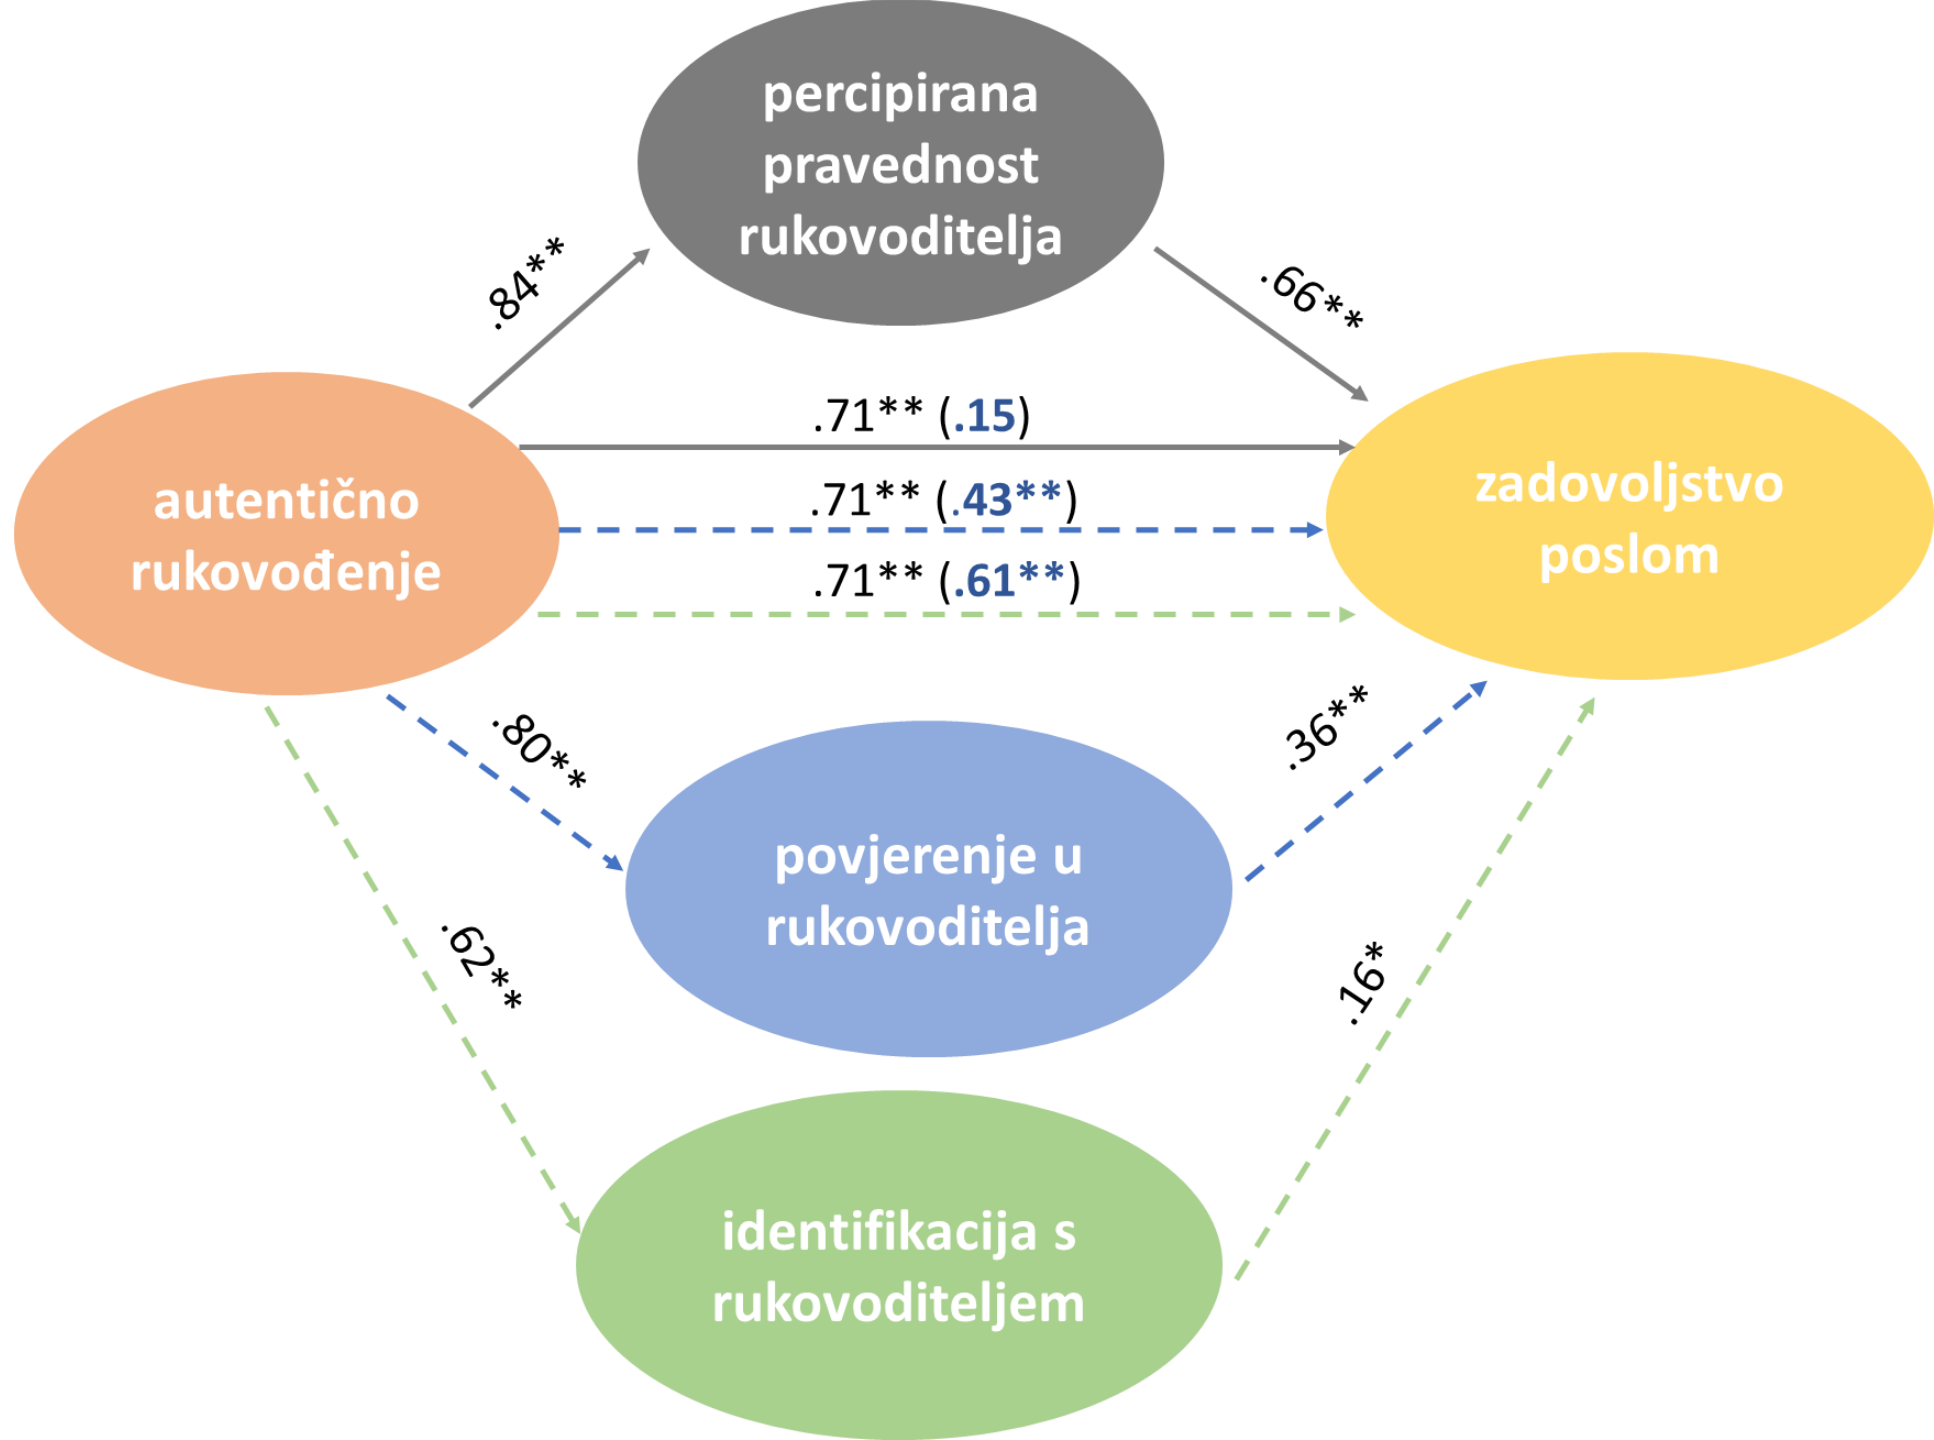 percipirana
pravednost
rukovoditelja
.84**
.66**
.71** (.15)
autentično
rukovođenje
.71** (.43**)
.71** (.61**)
zadovoljstvo
poslom
.80**
.36**
povjerenje u
rukovoditelja
.62**
.16*
identifikacija s
rukovoditeljem